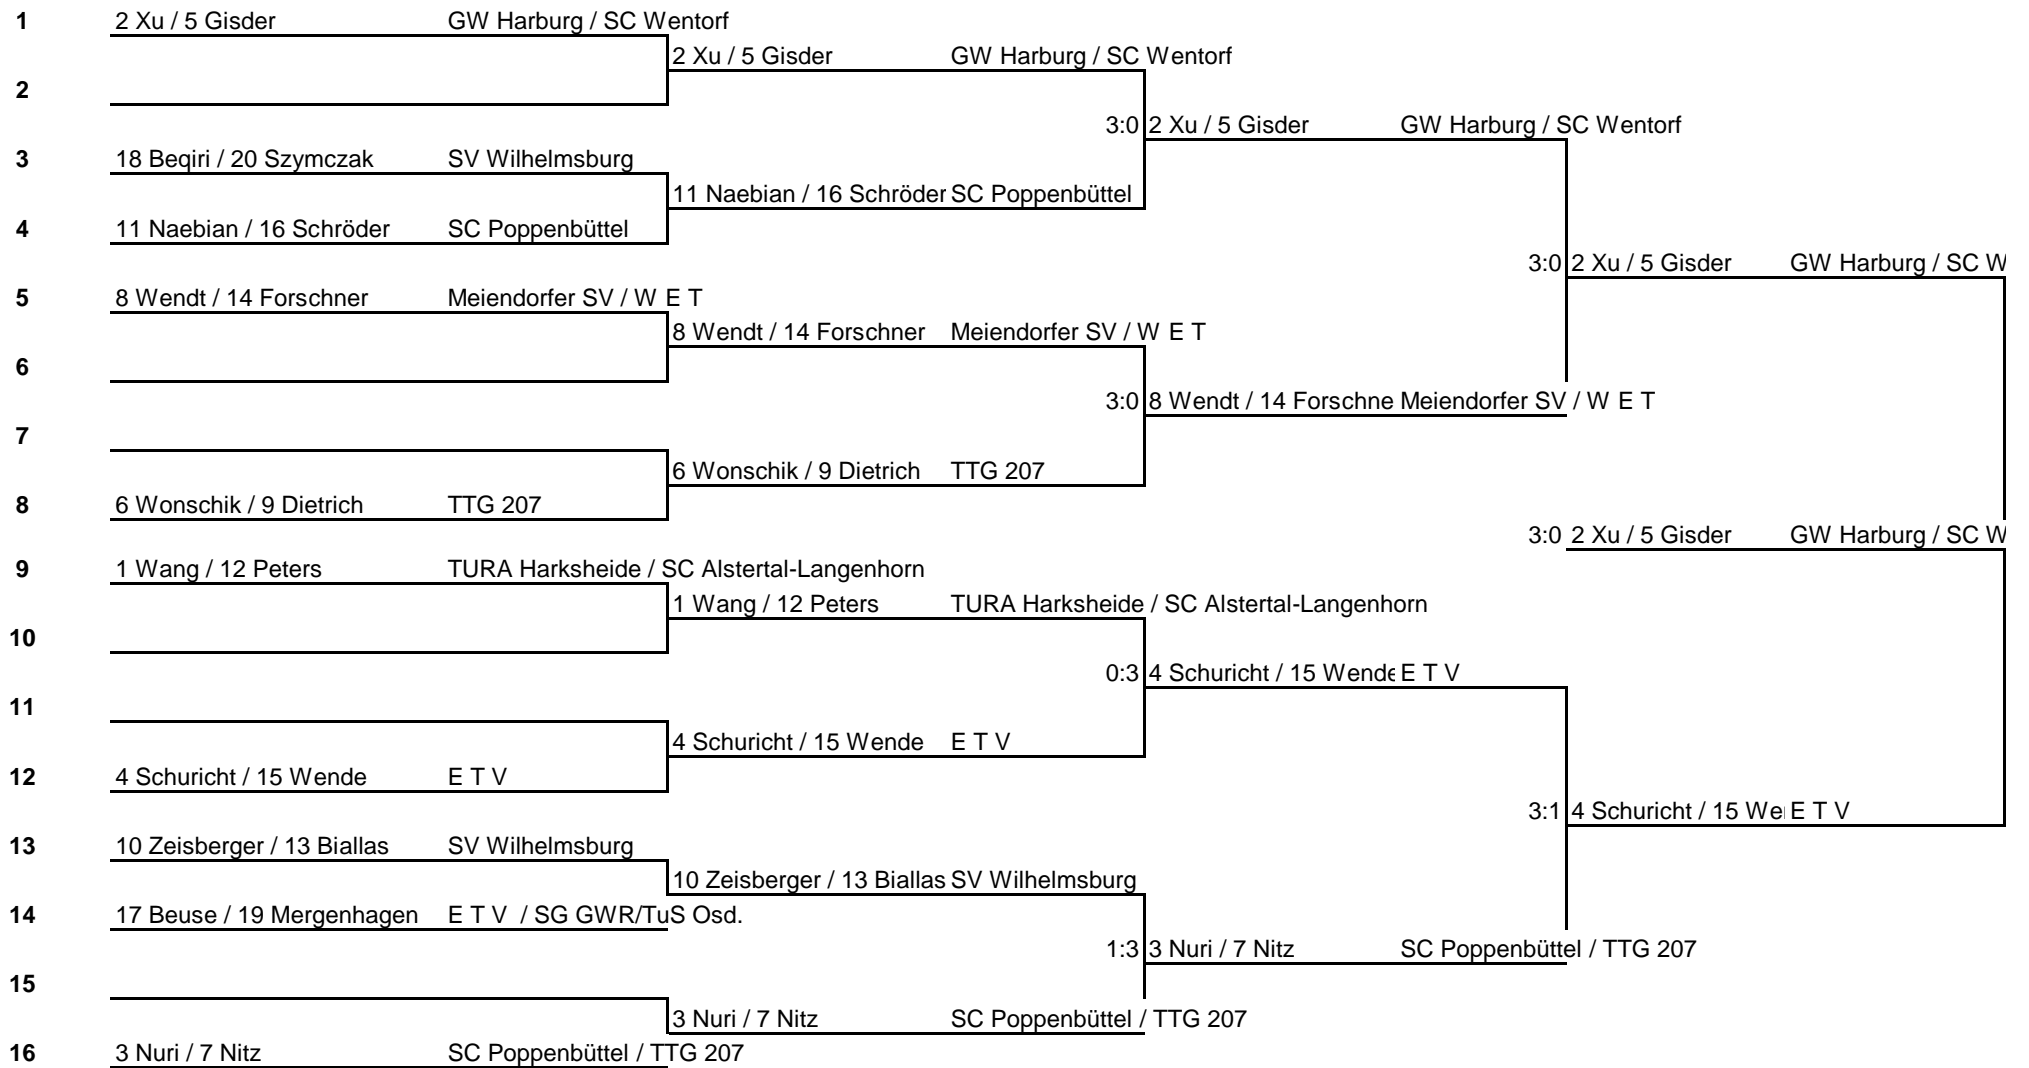 1 2 Xu / 5 Gisder GW Harburg / SC Wentorf
2 Xu / 5 Gisder GW Harburg / SC Wentorf
2
3:0 2 Xu / 5 Gisder GW Harburg / SC Wentorf
3 18 Beqiri / 20 Szymczak SV Wilhelmsburg
11 Naebian / 16 Schröder SC Poppenbüttel
4 11 Naebian / 16 Schröder SC Poppenbüttel
3:0 2 Xu / 5 Gisder GW Harburg / SC W
5 8 Wendt / 14 Forschner Meiendorfer SV / W E T
8 Wendt / 14 Forschner Meiendorfer SV / W E T
6
3:0 8 Wendt / 14 Forschne Meiendorfer SV / W E T
7
6 Wonschik / 9 Dietrich TTG 207
8 6 Wonschik / 9 Dietrich TTG 207
3:0 2 Xu / 5 Gisder GW Harburg / SC W
9 1 Wang / 12 Peters TURA Harksheide / SC Alstertal-Langenhorn
1 Wang / 12 Peters TURA Harksheide / SC Alstertal-Langenhorn
10
0:3 4 Schuricht / 15 Wende E T V
11
4 Schuricht / 15 Wende E T V
12 4 Schuricht / 15 Wende E T V
3:1 4 Schuricht / 15 We E T V
13 10 Zeisberger / 13 Biallas SV Wilhelmsburg
10 Zeisberger / 13 Biallas SV Wilhelmsburg
14 17 Beuse / 19 Mergenhagen E T V / SG GWR/TuS Osd.
1:3 3 Nuri / 7 Nitz SC Poppenbüttel / TTG 207
15
3 Nuri / 7 Nitz SC Poppenbüttel / TTG 207
16 3 Nuri / 7 Nitz SC Poppenbüttel / TTG 207